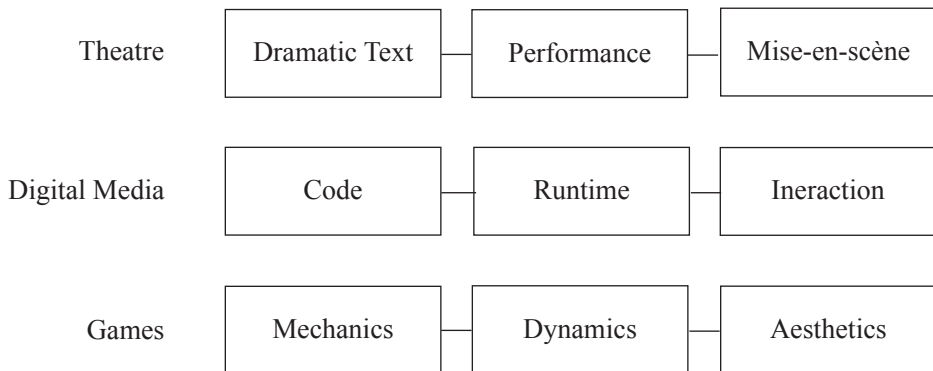 Theatre Dramatic Text Performance Mise-en-scène
Digital Media Code Runtime Ineraction
Games Mechanics Dynamics Aesthetics